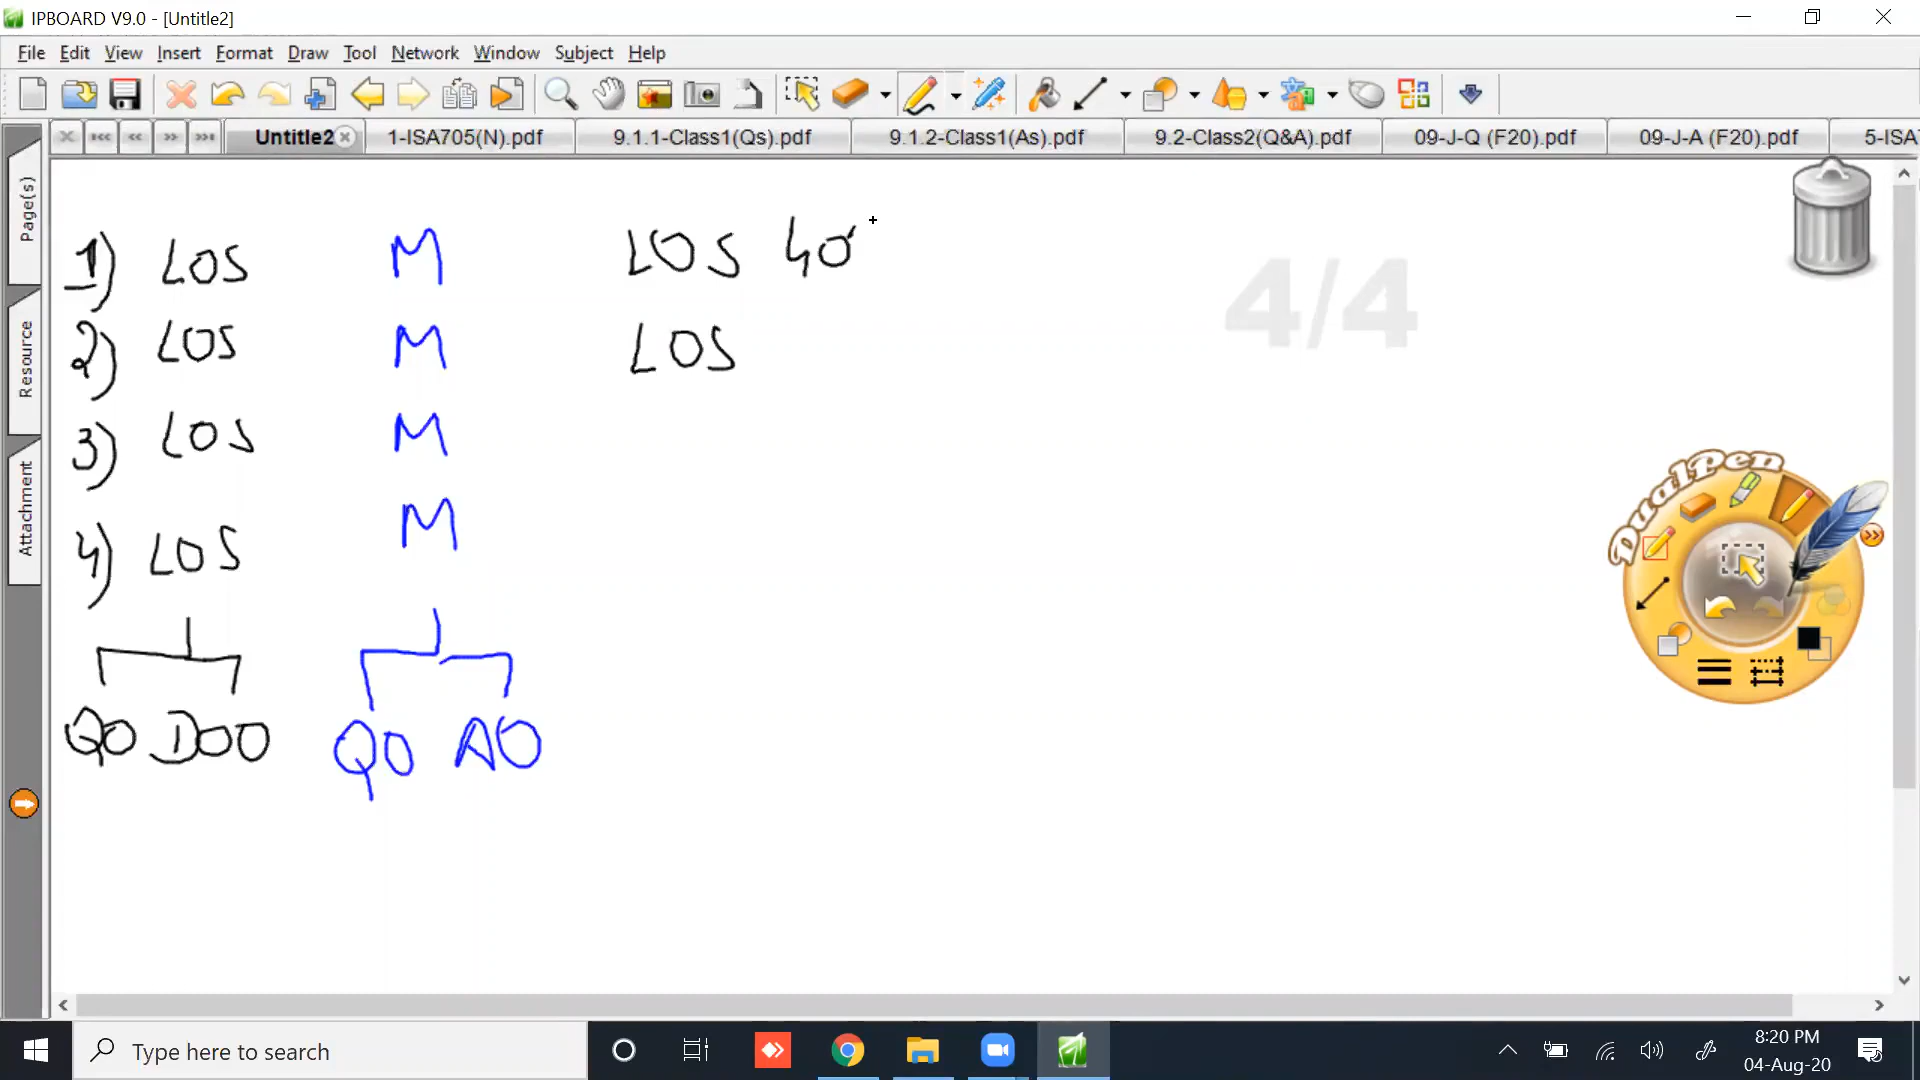 IPBOARD V9.0 - [Untitle2]
File Edit View Insert Format Draw Tool Network Window Subject Help
Untitle2 1-ISA705(N).pdf 9.1.1-Class1(Qs).pdf 9.1.2-Class1(As).pdf 9.2-Class2(Q&A).pdf 09-J-Q (F20).pdf 09-J-A (F20).pdf 5-ISA7
Page(s)
Resource
Attachment
1) LOS M LOS 40
4/4
2) LOS M LOS
3) LOS M
DualPen
4) LOS M
QO DOO QO AO
Type here to search
8:20 PM
04-Aug-20